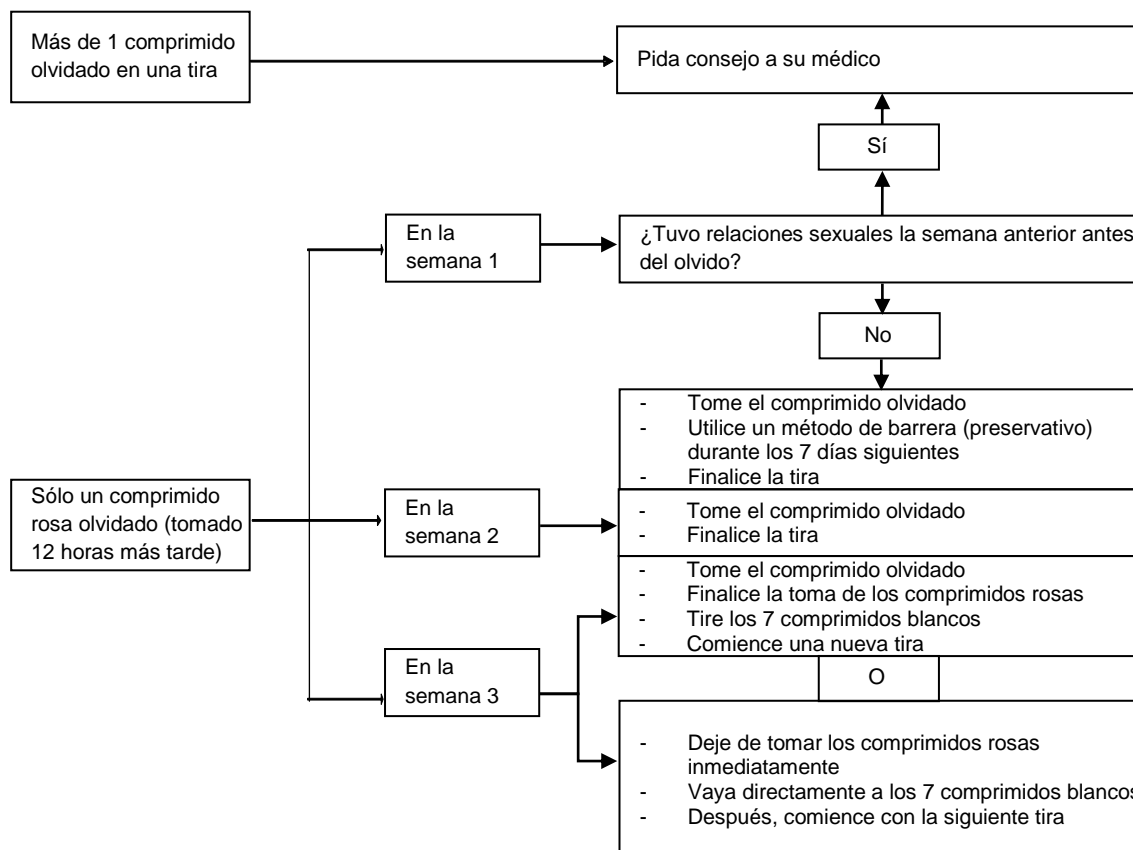 Más de 1 comprimido
olvidado en una tira
Pida consejo a su médico
Sí
En la
semana 1
¿Tuvo relaciones sexuales la semana anterior antes
del olvido?
No
- Tome el comprimido olvidado
- Utilice un método de barrera (preservativo)
durante los 7 días siguientes
- Finalice la tira
Sólo un comprimido
rosa olvidado (tomado
12 horas más tarde)
En la
semana 2
- Tome el comprimido olvidado
- Finalice la tira
- Tome el comprimido olvidado
- Finalice la toma de los comprimidos rosas
- Tire los 7 comprimidos blancos
- Comience una nueva tira
En la
semana 3
O
- Deje de tomar los comprimidos rosas
inmediatamente
- Vaya directamente a los 7 comprimidos blancos
- Después, comience con la siguiente tira